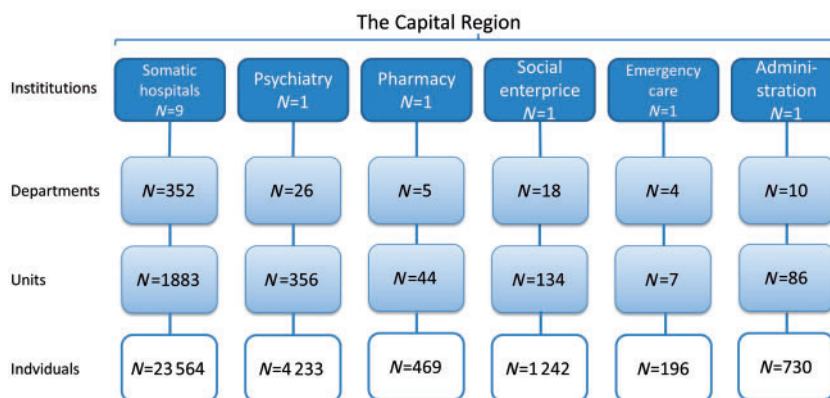 The Capital Region
Instititutions
Somatic
hospitals
N=9
Psychiatry
N=1
Pharmacy
N=1
Social
enterprice
N=1
Emergency
care
N=1
Admini-
stration
N=1
Departments
N=352
N=26
N=5
N=18
N=4
N=10
Units
N=1883
N=356
N=44
N=134
N=7
N=86
Indviduals
N=23 564
N=4 233
N=469
N=1 242
N=196
N=730